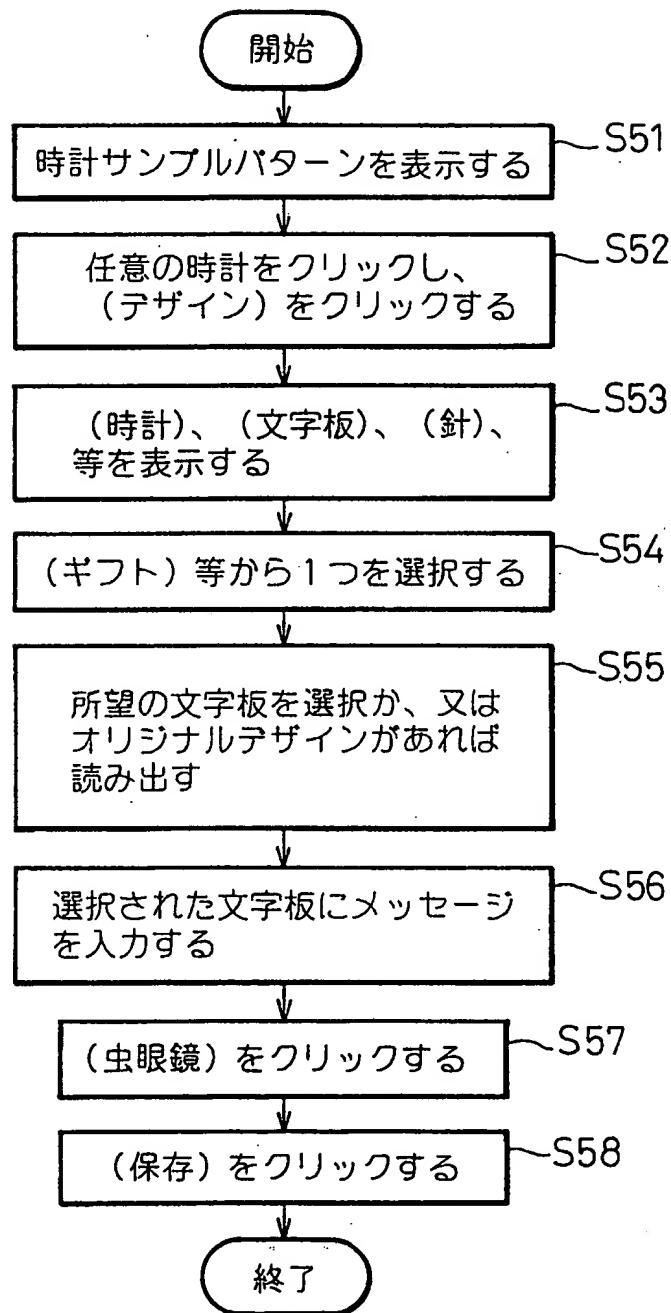 開始
時計サンプルパターンを表示する
S51
任意の時計をクリックし、
（デザイン）をクリックする
S52
（時計）、（文字板）、（針）、
等を表示する
S53
（ギフト）等から１つを選択する
S54
所望の文字板を選択か、又は
オリジナルデザインがあれば
読み出す
S55
選択された文字板にメッセージ
を入力する
S56
（虫眼鏡）をクリックする
S57
（保存）をクリックする
S58
終了